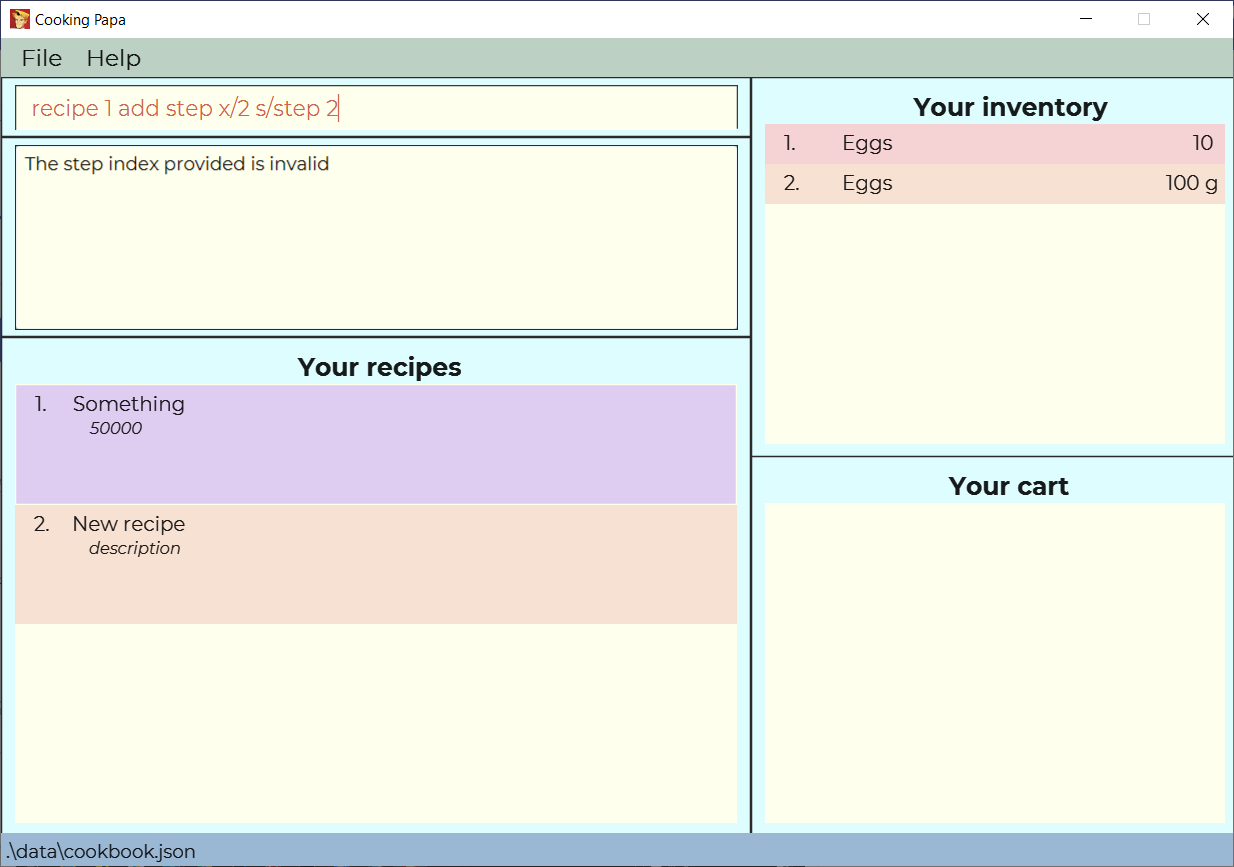 Cooking Papa
File Help
recipe 1 add step x/2 s/step 2
The step index provided is invalid
Your recipes
1. Something
50000
2. New recipe
description
Your inventory
1. Eggs 10
2. Eggs 100 g
Your cart
.\data\cookbook.json